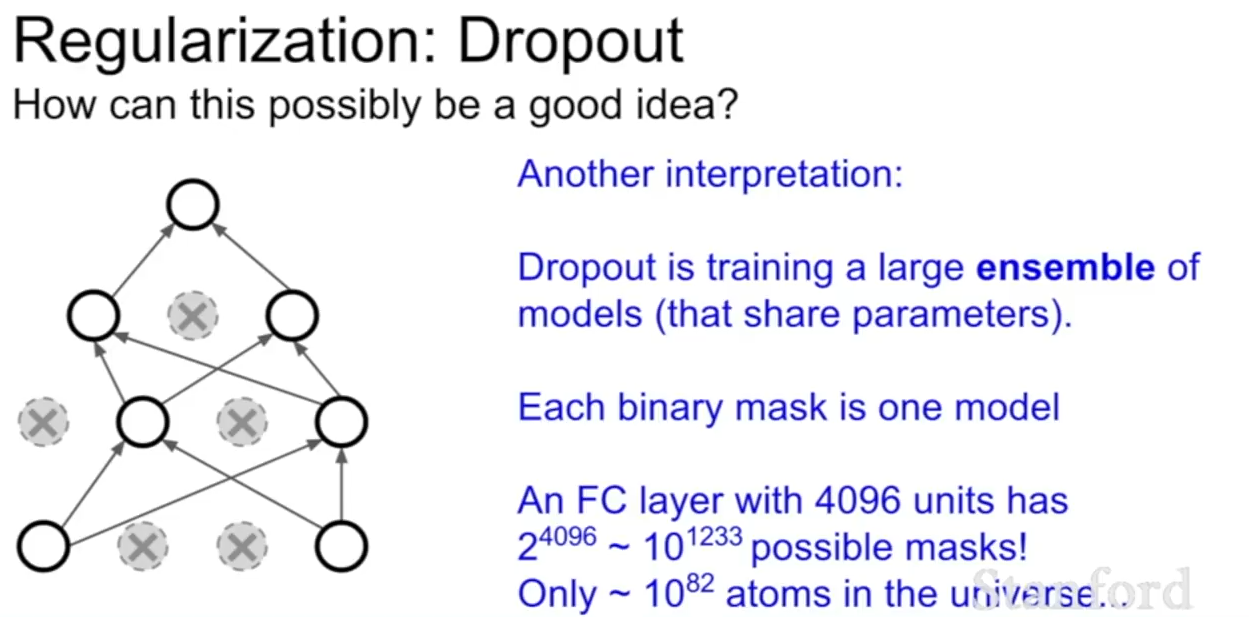 Regularization: Dropout
How can this possibly be a good idea?
Another interpretation:
Dropout is training a large ensemble of
models (that share parameters).
Each binary mask is one model
An FC layer with 4096 units has
2^4096 ~ 10^1233 possible masks!
Only ~ 10^82 atoms in the universe...
Stanford